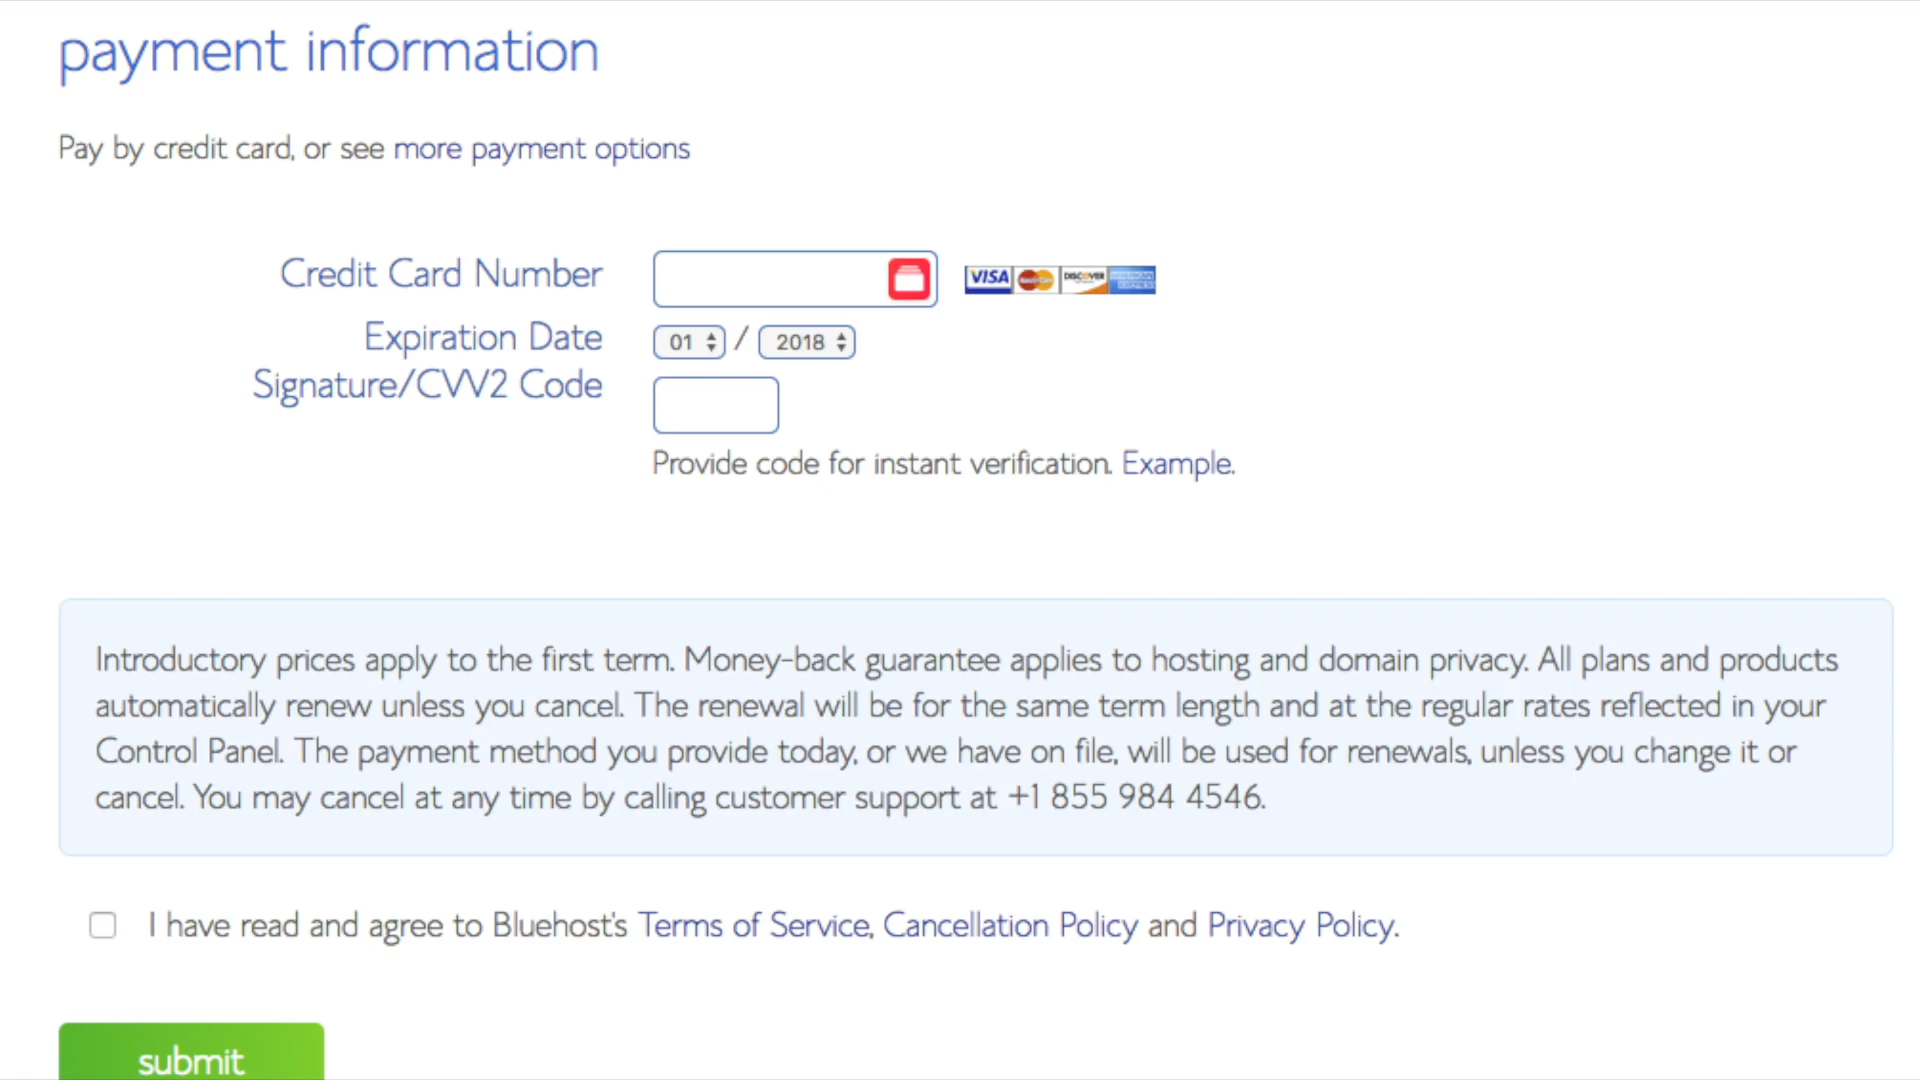 payment information
Pay by credit card, or see more payment options
Credit Card Number
VISA DISCOVER
Expiration Date 01 / 2018
Signature/CVV2 Code
Provide code for instant verification. Example.
Introductory prices apply to the first term. Money-back guarantee applies to hosting and domain privacy. All plans and products
automatically renew unless you cancel. The renewal will be for the same term length and at the regular rates reflected in your
Control Panel. The payment method you provide today, or we have on file, will be used for renewals, unless you change it or
cancel. You may cancel at any time by calling customer support at +1 855 984 4546.
I have read and agree to Bluehost's Terms of Service, Cancellation Policy and Privacy Policy.
submit